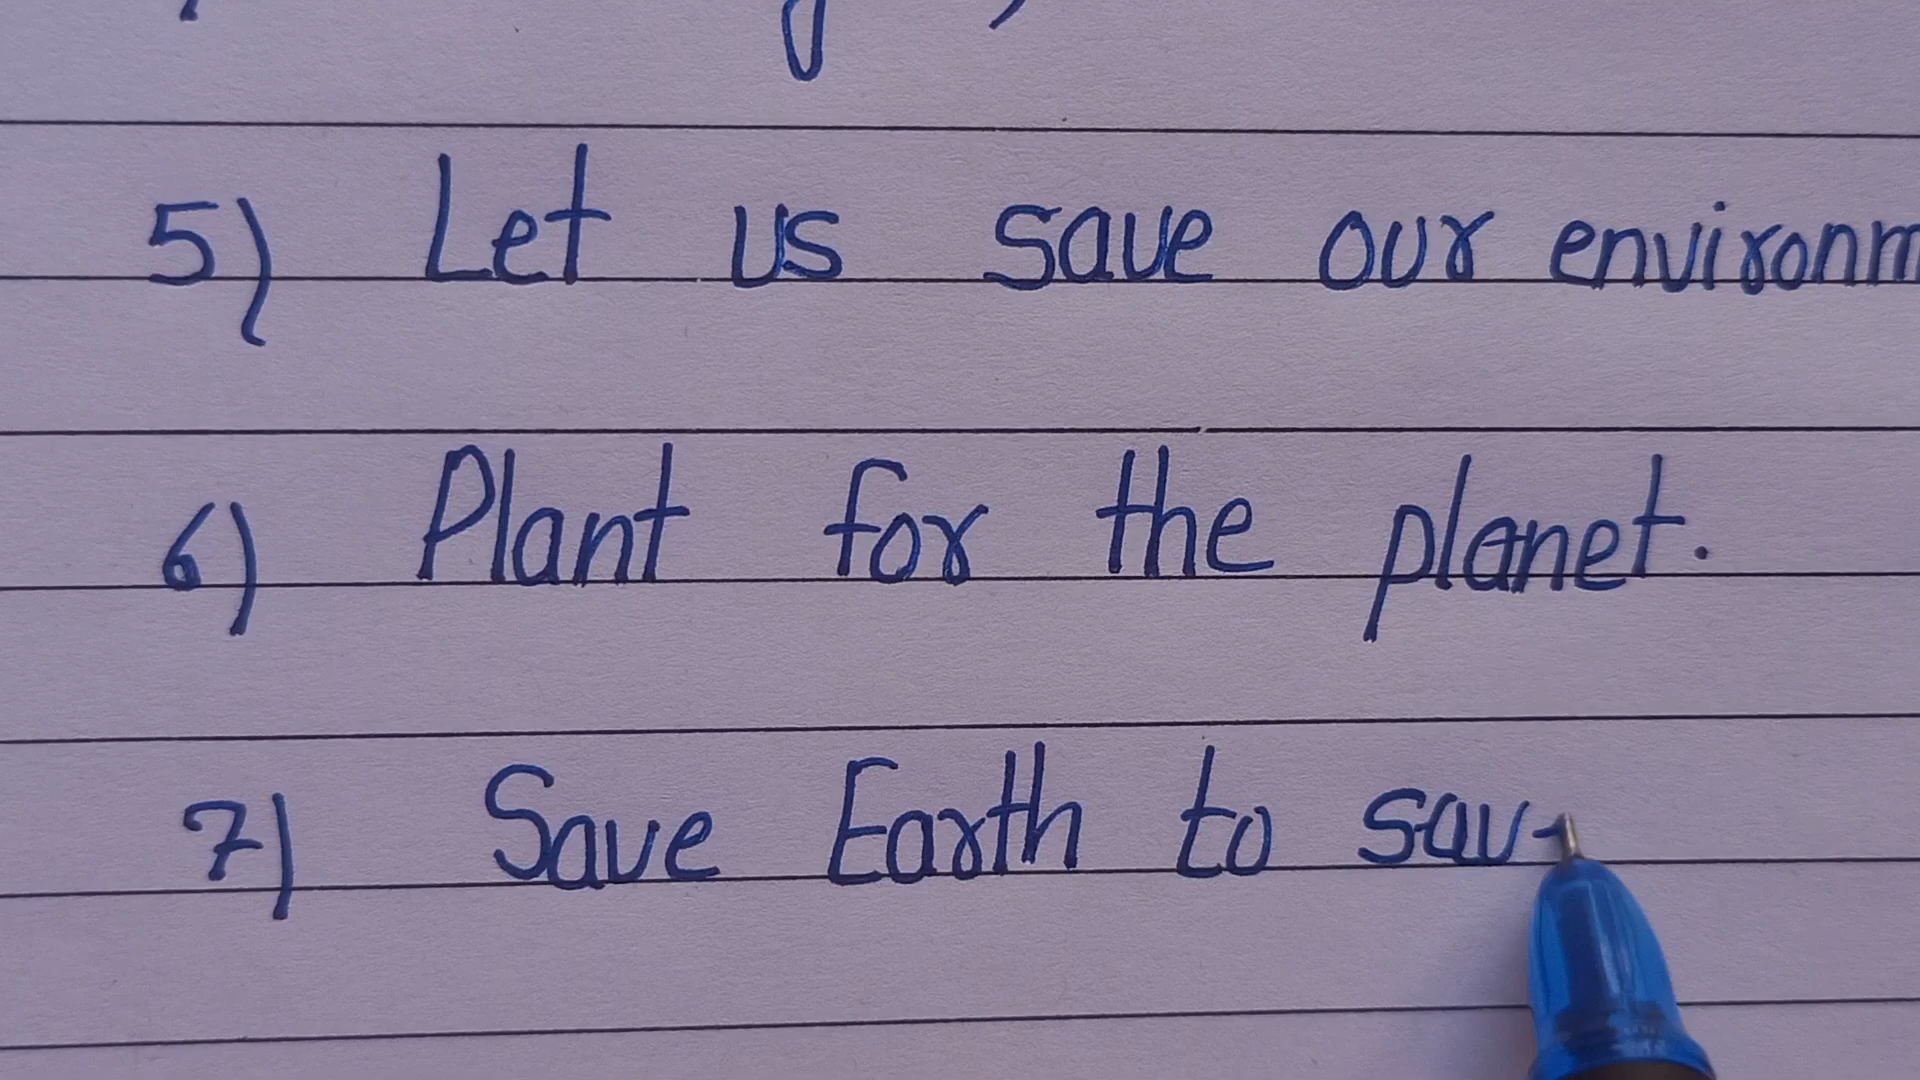 5) Let us save our environm
6) Plant for the planet.
7) Save Earth to sav